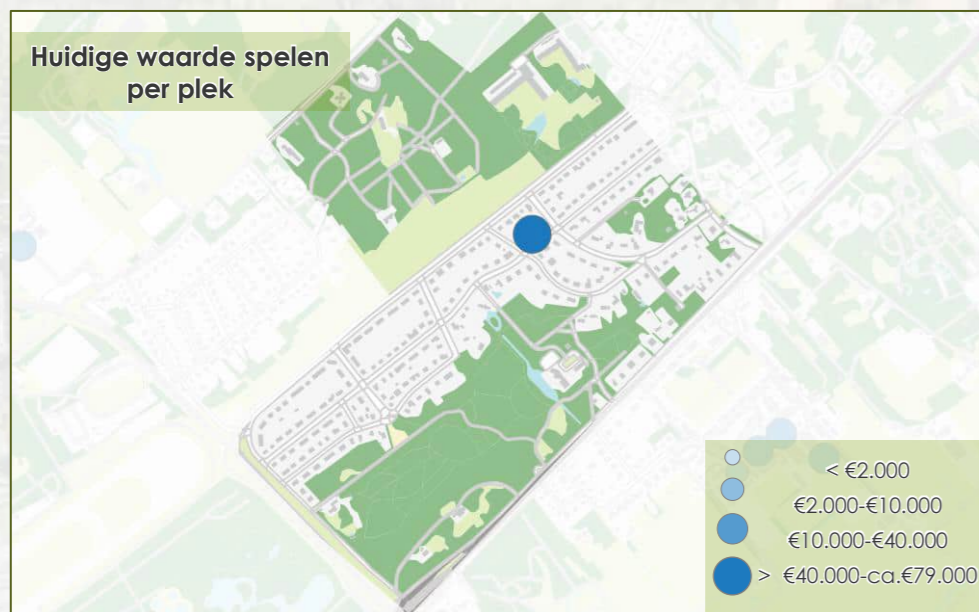 Huidige waarde spelen
per plek
< €2.000
€2.000-€10.000
€10.000-€40.000
> €40.000-ca.€79.000